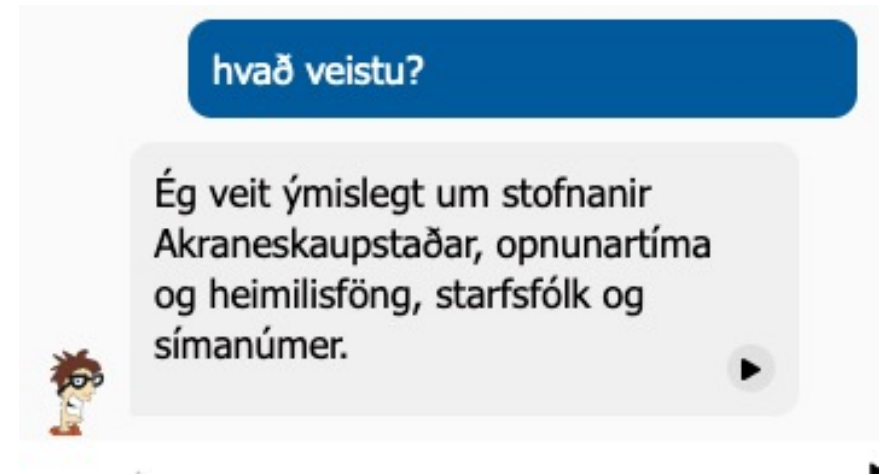 hvað veistu?
Ég veit ýmislegt um stofnanir
Akraneskaupstaðar, opnunartíma
og heimilisföng, starfsfólk og
símanúmer.